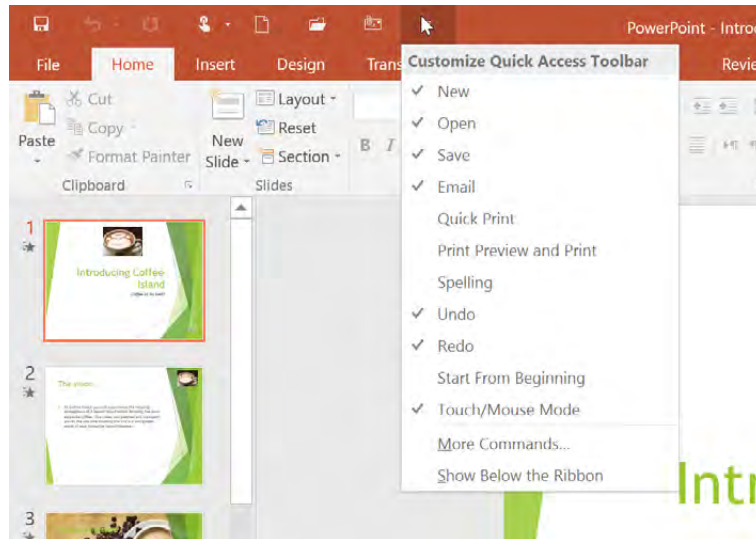 PowerPoint - Intro
File Home Insert Design Trans Revie
Customize Quick Access Toolbar
New
Open
Save
Email
Quick Print
Print Preview and Print
Spelling
Undo
Redo
Start From Beginning
Touch/Mouse Mode
More Commands...
Show Below the Ribbon
Paste
Cut
Copy
Format Painter
Clipboard
New
Slide
Layout
Reset
Section
Slides
B I
1
Introducing Coffee
Island
2
The vision...
3
Intr